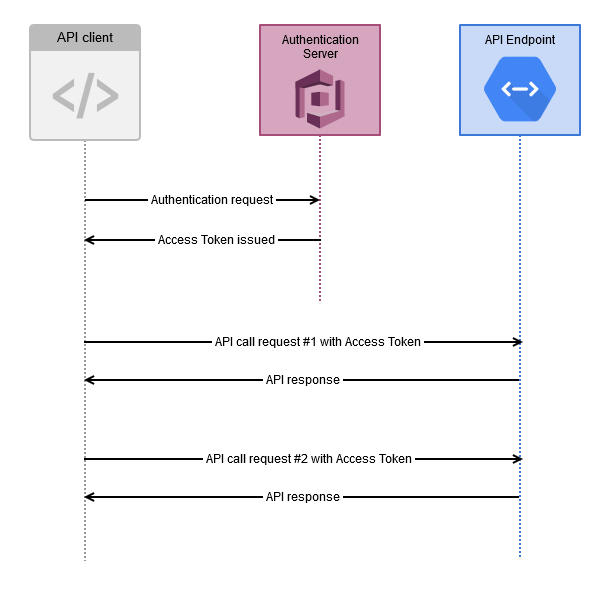 API client
Authentication
Server
API Endpoint
Authentication request
Access Token issued
API call request #1 with Access Token
API response
API call request #2 with Access Token
API response